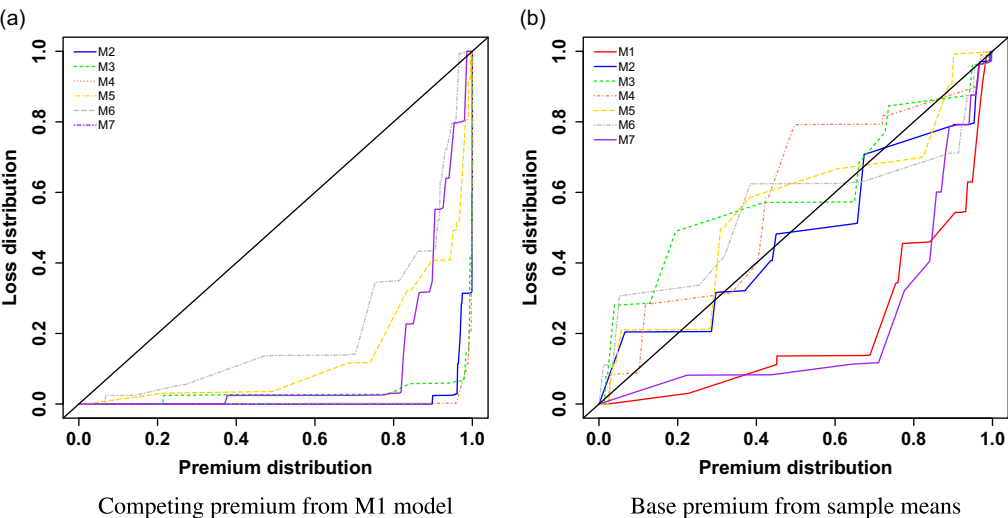 (a)
M2
M3
M4
M5
M6
M7
Loss distribution
0.0 0.2 0.4 0.6 0.8 1.0
0.0 0.2 0.4 0.6 0.8 1.0
Premium distribution
Competing premium from M1 model
(b)
M1
M2
M3
M4
M5
M6
M7
Loss distribution
0.0 0.2 0.4 0.6 0.8 1.0
0.0 0.2 0.4 0.6 0.8 1.0
Premium distribution
Base premium from sample means